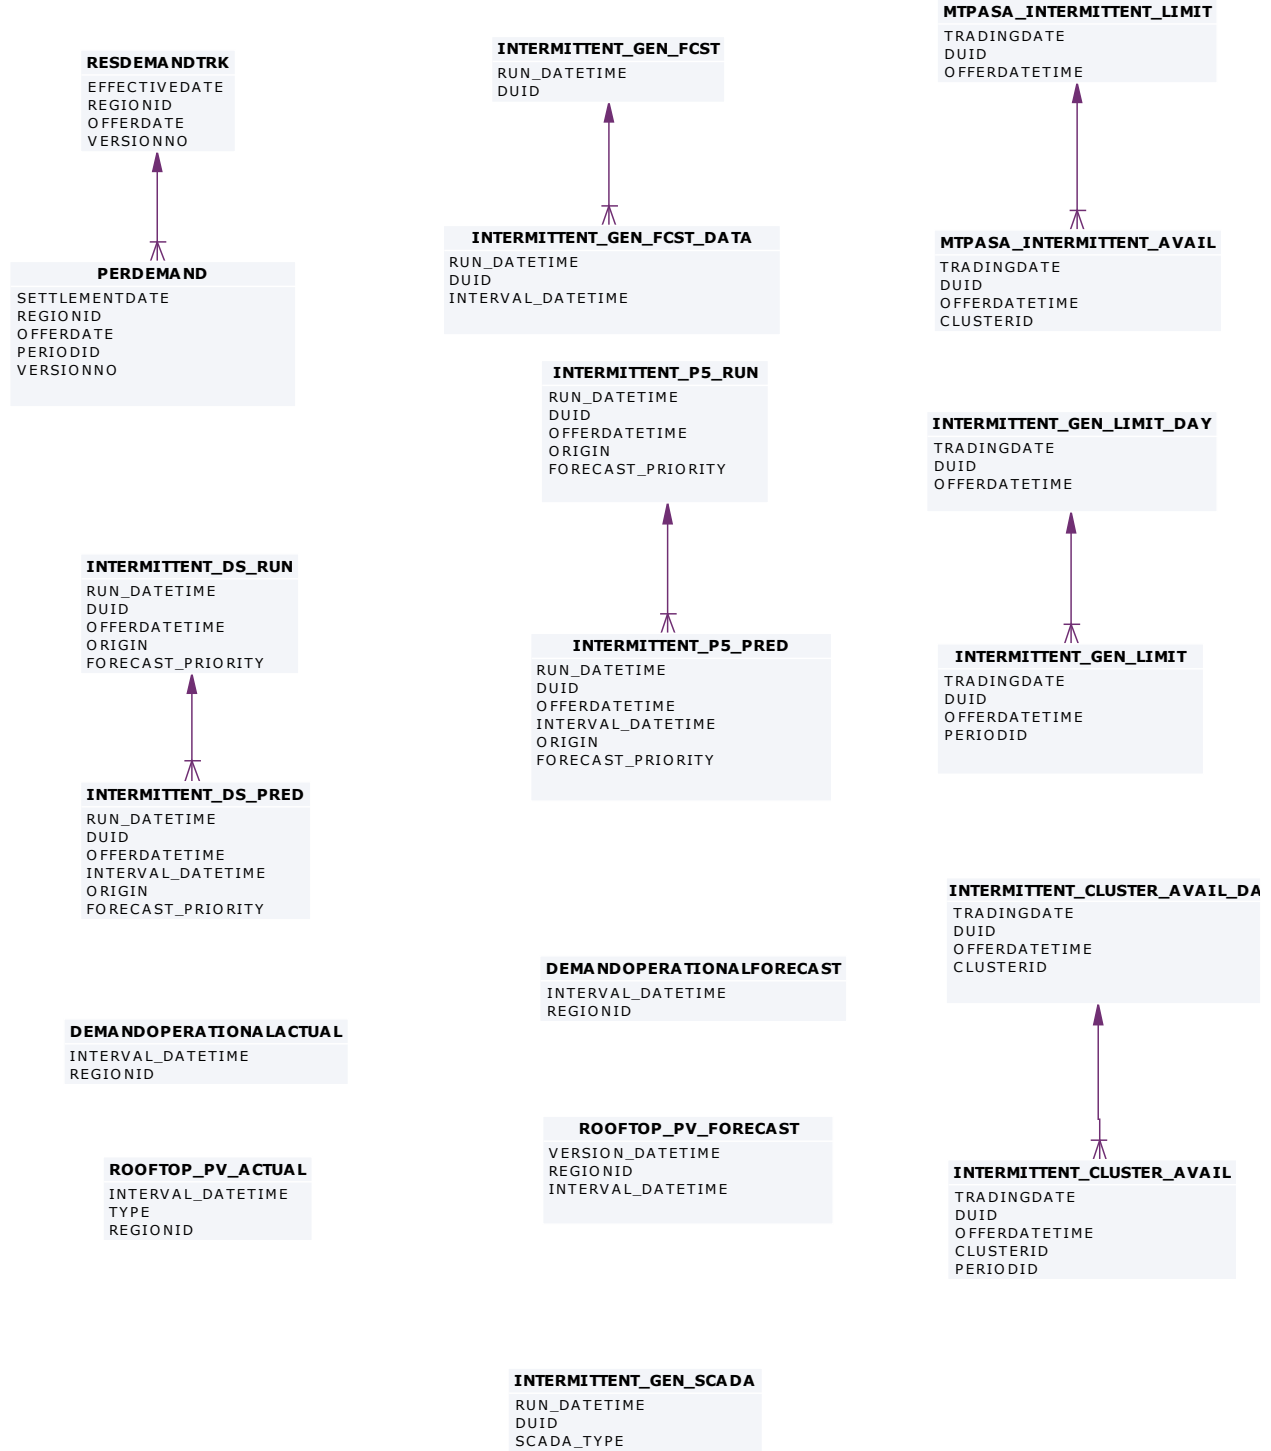 RESDEMANDTRK
EFFECTIVEDATE
REGIONID
OFFERDATE
VERSIONNO
PERDEMAND
SETTLEMENTDATE
REGIONID
OFFERDATE
PERIODID
VERSIONNO
INTERMITTENT_DS_RUN
RUN_DATETIME
DUID
OFFERDATETIME
ORIGIN
FORECAST_PRIORITY
INTERMITTENT_DS_PRED
RUN_DATETIME
DUID
OFFERDATETIME
INTERVAL_DATETIME
ORIGIN
FORECAST_PRIORITY
DEMANDOPERATIONALACTUAL
INTERVAL_DATETIME
REGIONID
ROOFTOP_PV_ACTUAL
INTERVAL_DATETIME
TYPE
REGIONID
INTERMITTENT_GEN_FCST
RUN_DATETIME
DUID
INTERMITTENT_GEN_FCST_DATA
RUN_DATETIME
DUID
INTERVAL_DATETIME
INTERMITTENT_P5_RUN
RUN_DATETIME
DUID
OFFERDATETIME
ORIGIN
FORECAST_PRIORITY
INTERMITTENT_P5_PRED
RUN_DATETIME
DUID
OFFERDATETIME
INTERVAL_DATETIME
ORIGIN
FORECAST_PRIORITY
DEMANDOPERATIONALFORECAST
INTERVAL_DATETIME
REGIONID
ROOFTOP_PV_FORECAST
VERSION_DATETIME
REGIONID
INTERVAL_DATETIME
INTERMITTENT_GEN_SCADA
RUN_DATETIME
DUID
SCADA_TYPE
MTPASA_INTERMITTENT_LIMIT
TRADINGDATE
DUID
OFFERDATETIME
MTPASA_INTERMITTENT_AVAIL
TRADINGDATE
DUID
OFFERDATETIME
CLUSTERID
INTERMITTENT_GEN_LIMIT_DAY
TRADINGDATE
DUID
OFFERDATETIME
INTERMITTENT_GEN_LIMIT
TRADINGDATE
DUID
OFFERDATETIME
PERIODID
INTERMITTENT_CLUSTER_AVAIL_DA
TRADINGDATE
DUID
OFFERDATETIME
CLUSTERID
INTERMITTENT_CLUSTER_AVAIL
TRADINGDATE
DUID
OFFERDATETIME
CLUSTERID
PERIODID